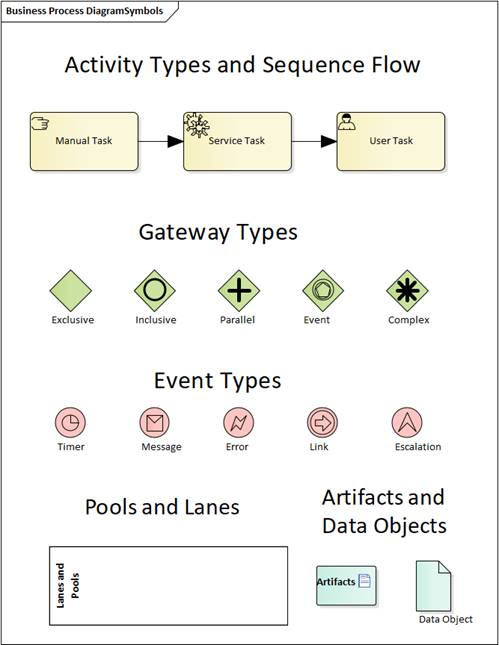 Business Process DiagramSymbols
Activity Types and Sequence Flow
Manual Task
Service Task
User Task
Gateway Types
Exclusive
Inclusive
Parallel
Event
Complex
Event Types
Timer
Message
Error
Link
Escalation
Pools and Lanes
Lanes and
Pools
Artifacts and
Data Objects
Artifacts
Data Object